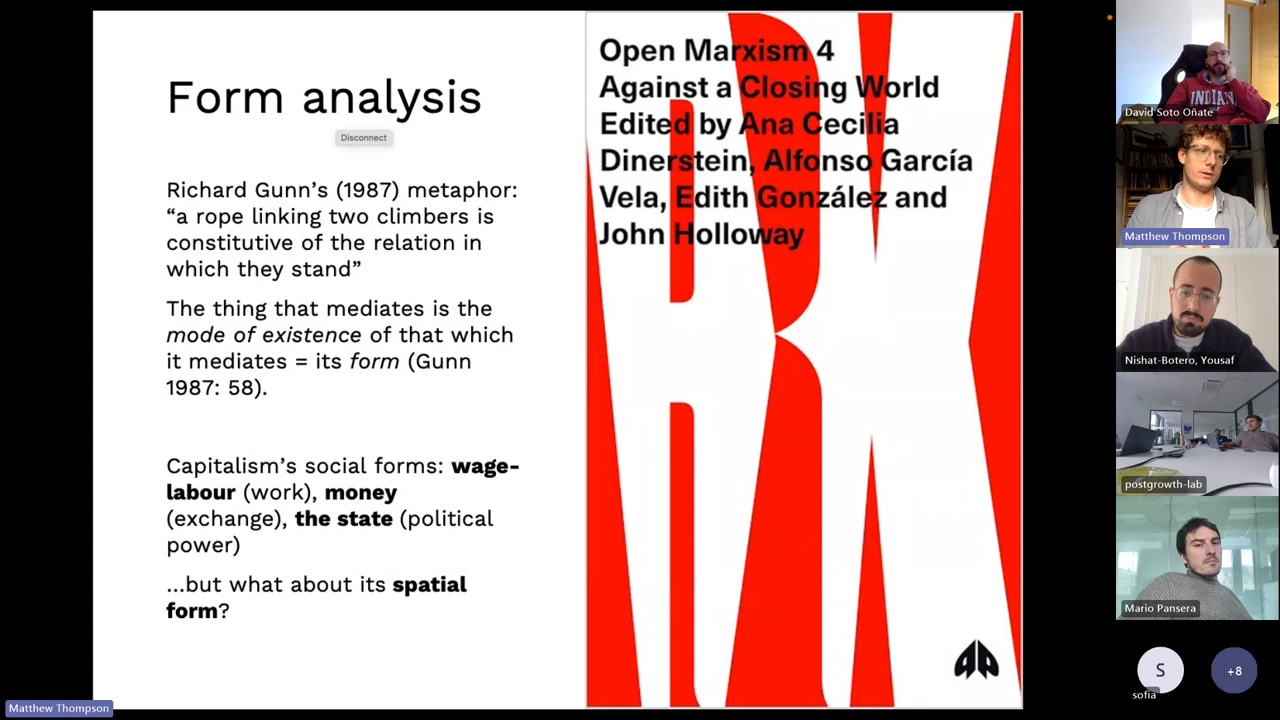 Form analysis
Disconnect
Richard Gunn’s (1987) metaphor:
“a rope linking two climbers is
constitutive of the relation in
which they stand”
The thing that mediates is the
mode of existence of that which
it mediates = its form (Gunn
1987: 58).
Capitalism’s social forms: wage-
labour (work), money
(exchange), the state (political
power)
...but what about its spatial
form?
Open Marxism 4
Against a Closing World
Edited by Ana Cecilia
Dinerstein, Alfonso García
Vela, Edith González and
John Holloway
INDIAN
David Soto Oñate
Matthew Thompson
Nishat-Botero, Yousaf
postgrowth-lab
Mario Pansera
S
sofia
+8
Matthew Thompson